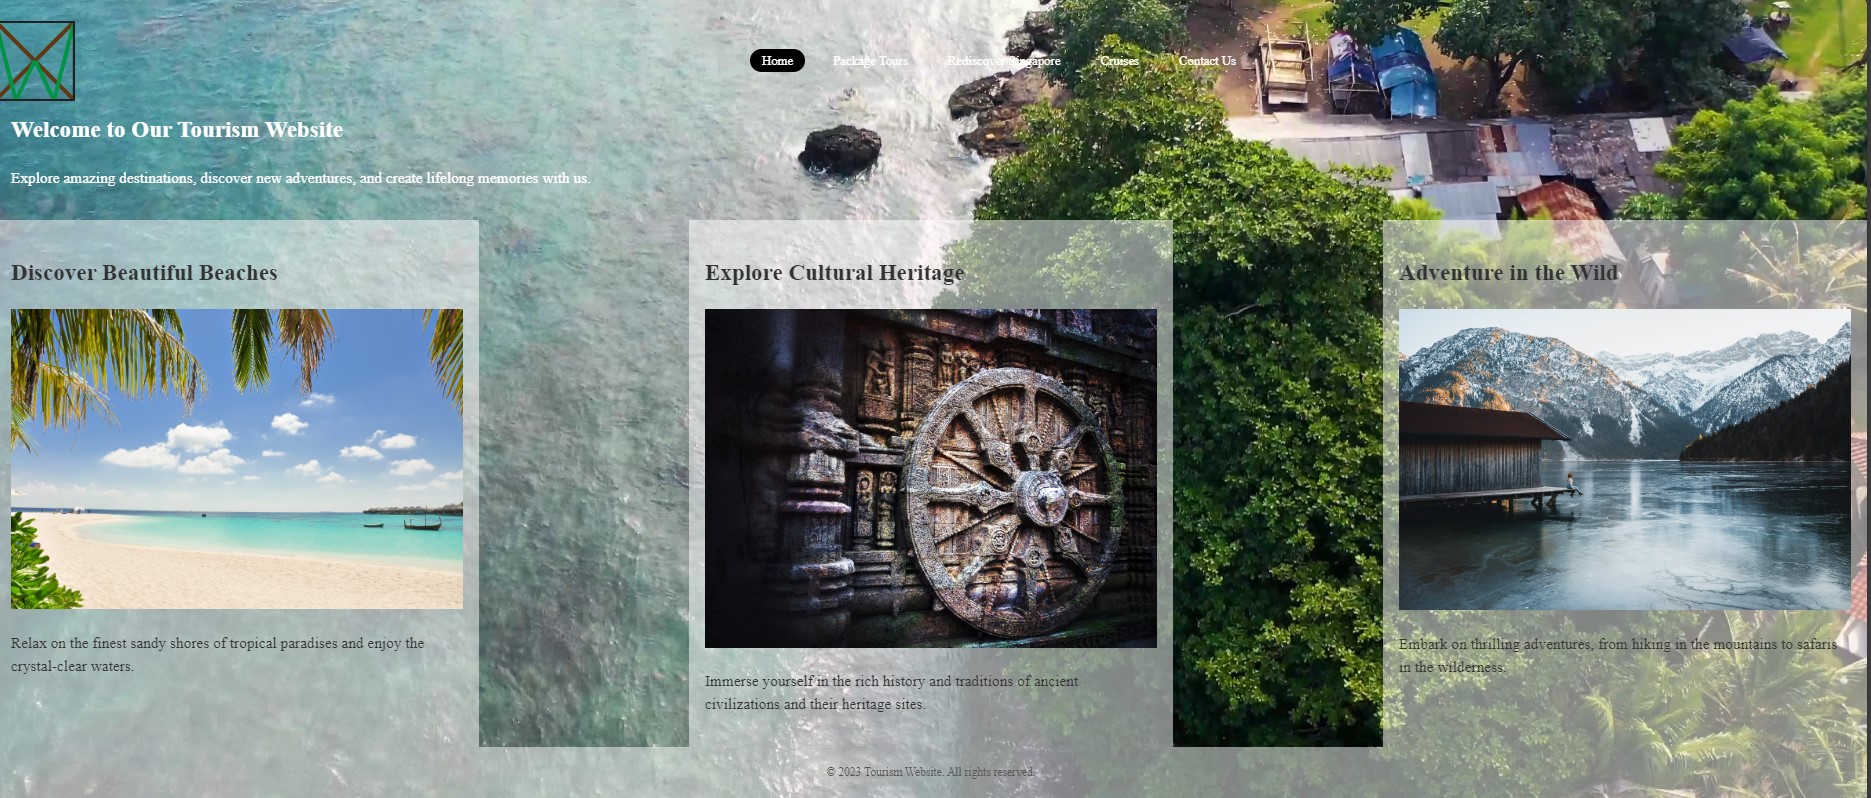 Home Package Tours Rediscover Singapore Cruises Contact Us
Welcome to Our Tourism Website
Explore amazing destinations, discover new adventures, and create lifelong memories with us.
Discover Beautiful Beaches
Relax on the finest sandy shores of tropical paradises and enjoy the
crystal-clear waters.
Explore Cultural Heritage
Immerse yourself in the rich history and traditions of ancient
civilizations and their heritage sites.
Adventure in the Wild
Embark on thrilling adventures, from hiking in the mountains to safaris
in the wilderness.
© 2023 Tourism Website. All rights reserved.